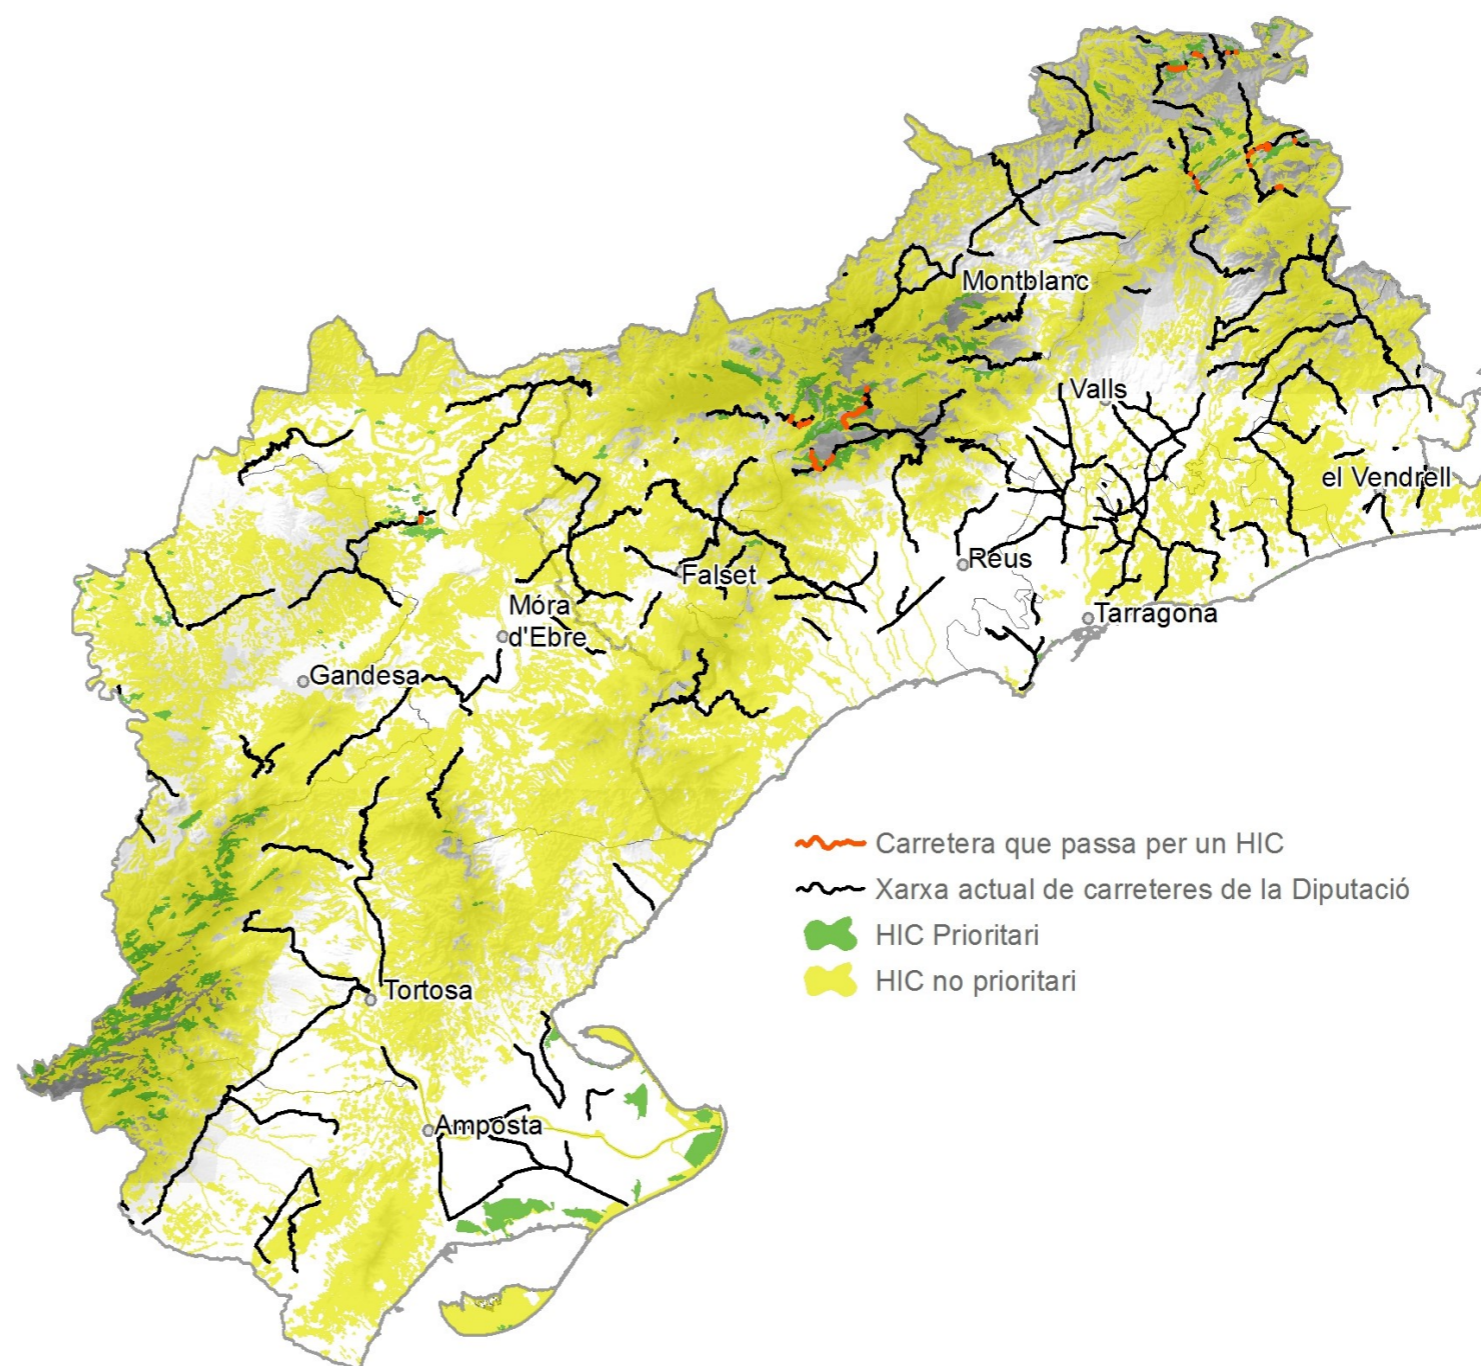 Montblanc
Valls
el Vendrell
Reus
Falset
Móra
d'Ebre
Tarragona
Gandesa
Carretera que passa per un HIC
Xarxa actual de carreteres de la Diputació
HIC Prioritari
HIC no prioritari
Tortosa
Amposta